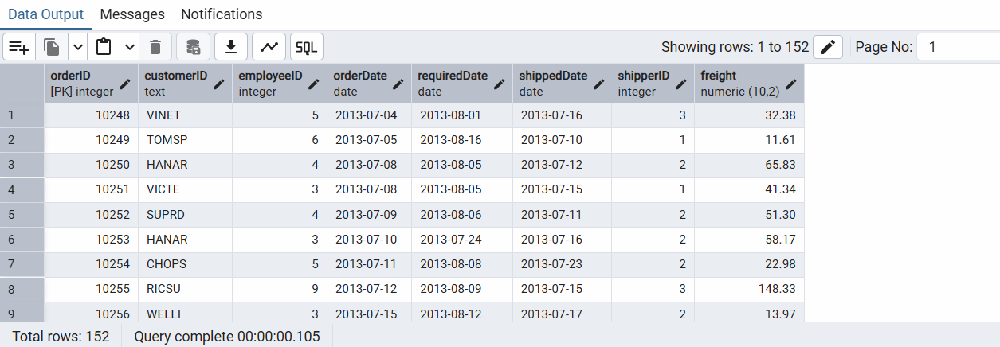 Data Output Messages Notifications
SQL Showing rows: 1 to 152 Page No: 1
orderID customerID employeeID orderDate requiredDate shippedDate shipperID freight
[PK] integer text integer date date date integer numeric (10,2)
1 10248 VINET 5 2013-07-04 2013-08-01 2013-07-16 3 32.38
2 10249 TOMSP 6 2013-07-05 2013-08-16 2013-07-10 1 11.61
3 10250 HANAR 4 2013-07-08 2013-08-05 2013-07-12 2 65.83
4 10251 VICTE 3 2013-07-08 2013-08-05 2013-07-15 1 41.34
5 10252 SUPRD 4 2013-07-09 2013-08-06 2013-07-11 2 51.30
6 10253 HANAR 3 2013-07-10 2013-07-24 2013-07-16 2 58.17
7 10254 CHOPS 5 2013-07-11 2013-08-08 2013-07-23 2 22.98
8 10255 RICSU 9 2013-07-12 2013-08-09 2013-07-15 3 148.33
9 10256 WELLI 3 2013-07-15 2013-08-12 2013-07-17 2 13.97
Total rows: 152 Query complete 00:00:00.105